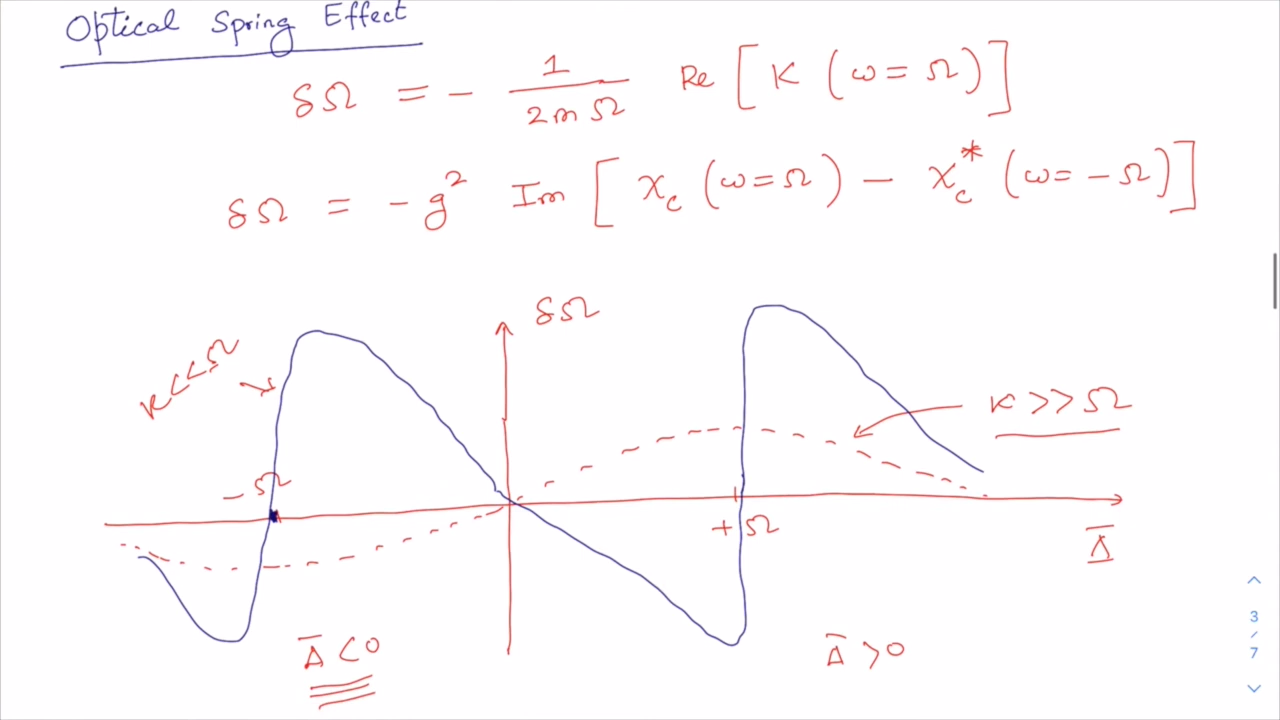 Optical Spring Effect
δΩ = - 1/2mΩ Re [ K (ω = Ω) ]
δΩ = - g² Im [ χc (ω=Ω) - χc* (ω= -Ω) ]
δΩ
κ<<Ω
κ >> Ω
- Ω
+ Ω
Δ̅
Δ̅ < 0
Δ̅ > 0
3
/
7